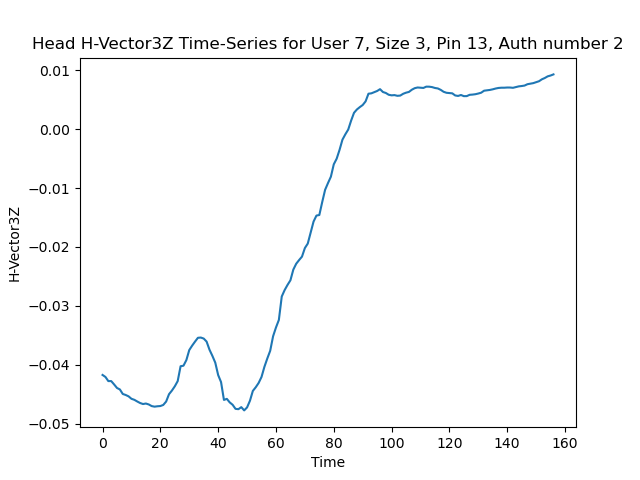 Head H-Vector3Z Time-Series for User 7, Size 3, Pin 13, Auth number 2
H-Vector3Z
0.01
0.00
−0.01
−0.02
−0.03
−0.04
−0.05
0 20 40 60 80 100 120 140 160
Time